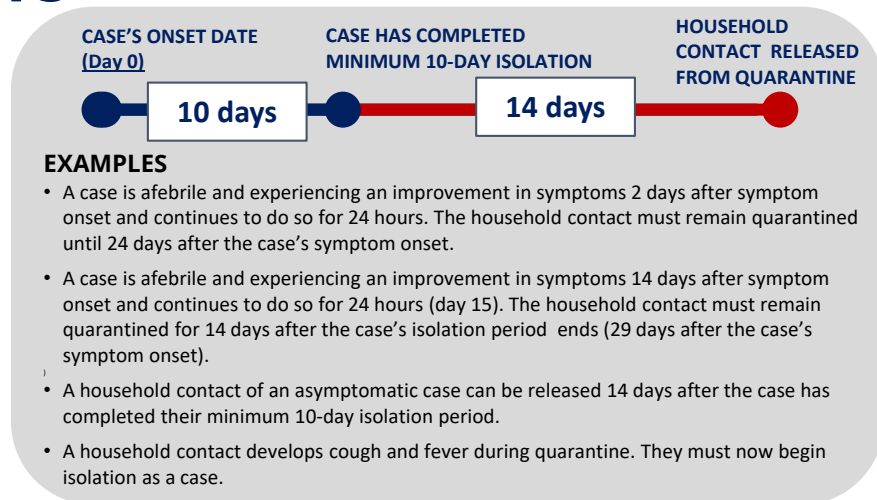 CASE'S ONSET DATE
(Day 0)
CASE HAS COMPLETED
MINIMUM 10-DAY ISOLATION
HOUSEHOLD
CONTACT RELEASED
FROM QUARANTINE
10 days
14 days
EXAMPLES
• A case is afebrile and experiencing an improvement in symptoms 2 days after symptom
onset and continues to do so for 24 hours. The household contact must remain quarantined
until 24 days after the case's symptom onset.
• A case is afebrile and experiencing an improvement in symptoms 14 days after symptom
onset and continues to do so for 24 hours (day 15). The household contact must remain
quarantined for 14 days after the case's isolation period ends (29 days after the case's
symptom onset).
• A household contact of an asymptomatic case can be released 14 days after the case has
completed their minimum 10-day isolation period.
• A household contact develops cough and fever during quarantine. They must now begin
isolation as a case.